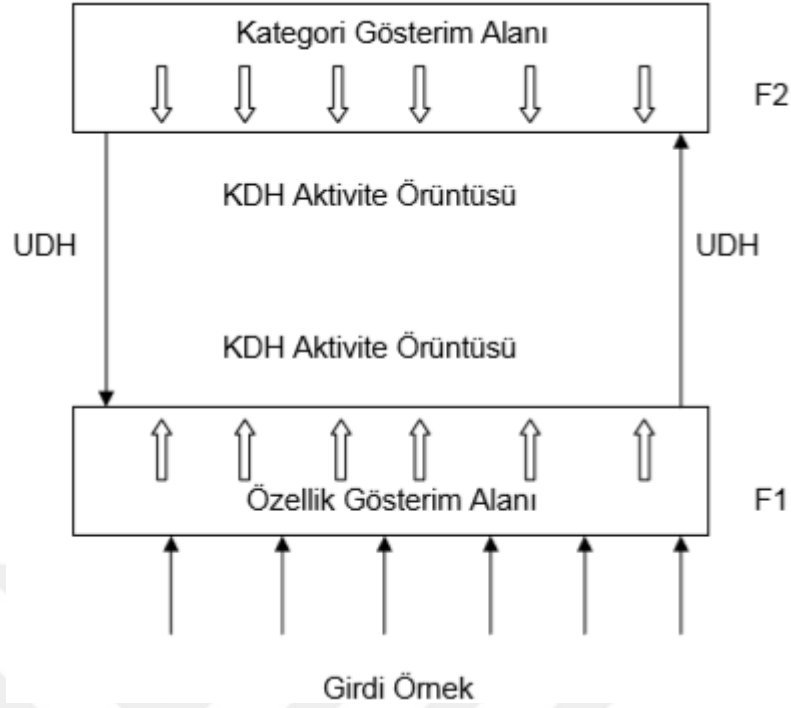 Kategori Gösterim Alanı
F2
KDH Aktivite Örüntüsü
UDH
UDH
KDH Aktivite Örüntüsü
Özellik Gösterim Alanı
F1
Girdi Örnek